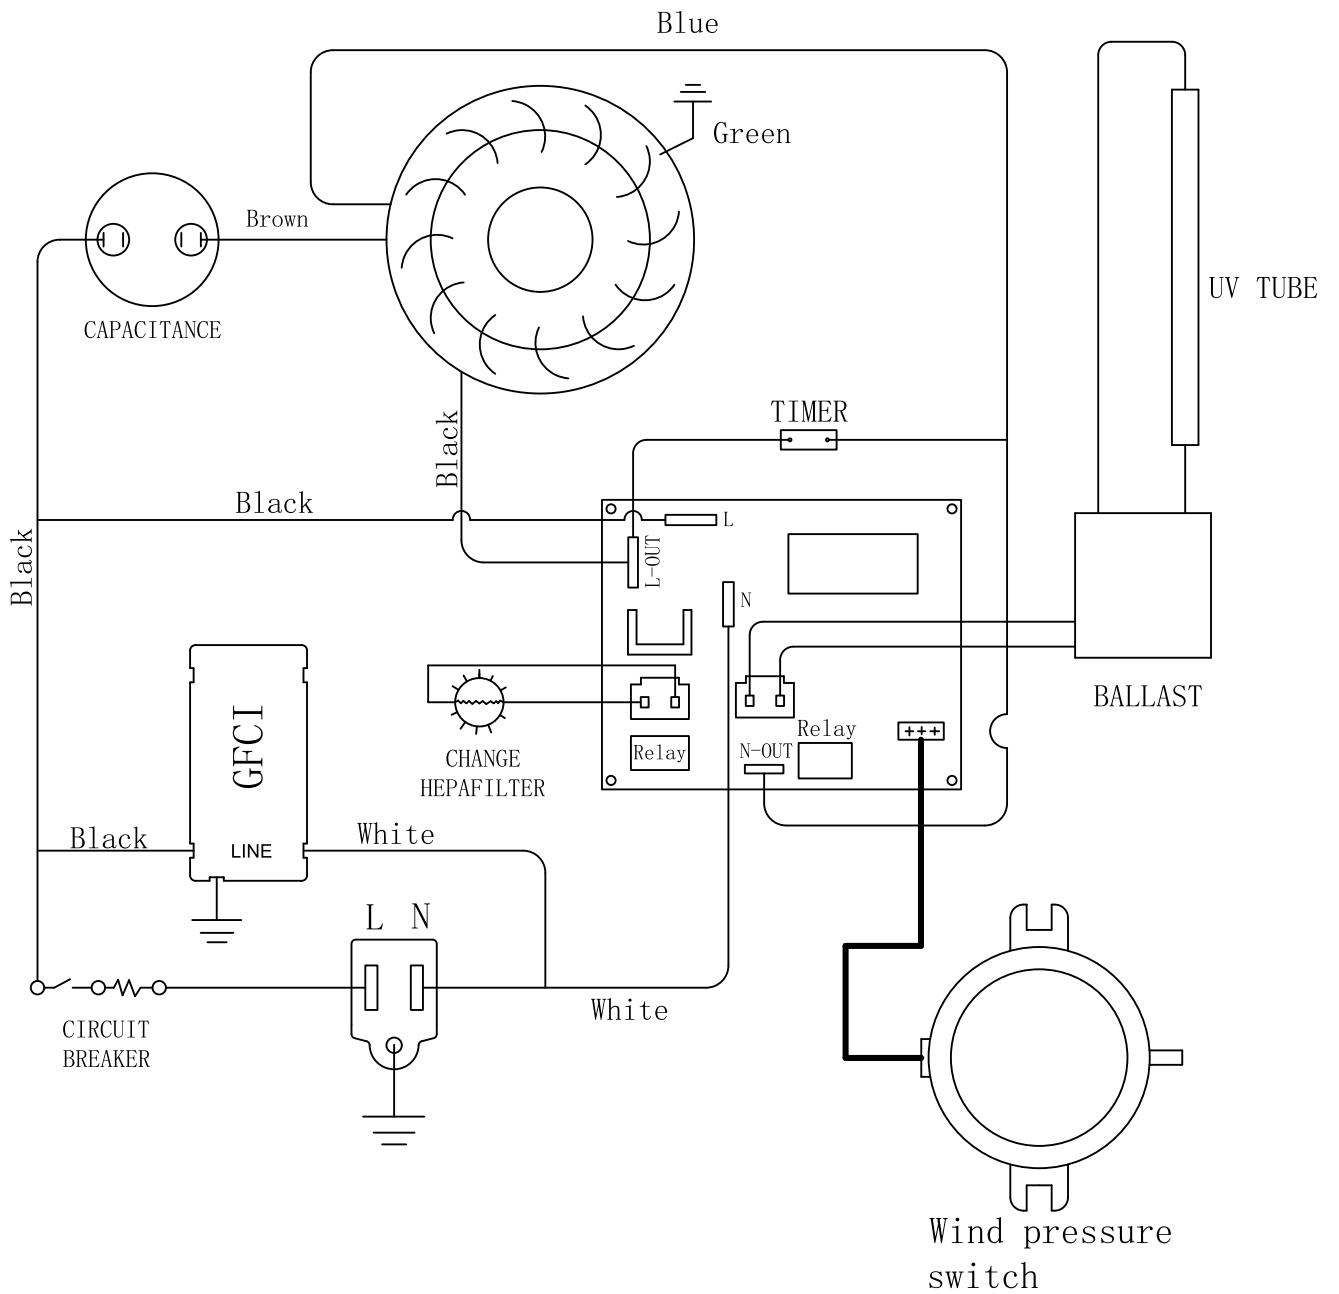 Blue
Green
Brown
UV TUBE
CAPACITANCE
TIMER
Black
Black
L
Black
L-OUT
N
BALLAST
GFCI
Relay
N-OUT
Relay
+++
CHANGE
HEPAFILTER
Black
LINE
White
L N
White
CIRCUIT
BREAKER
Wind pressure
switch